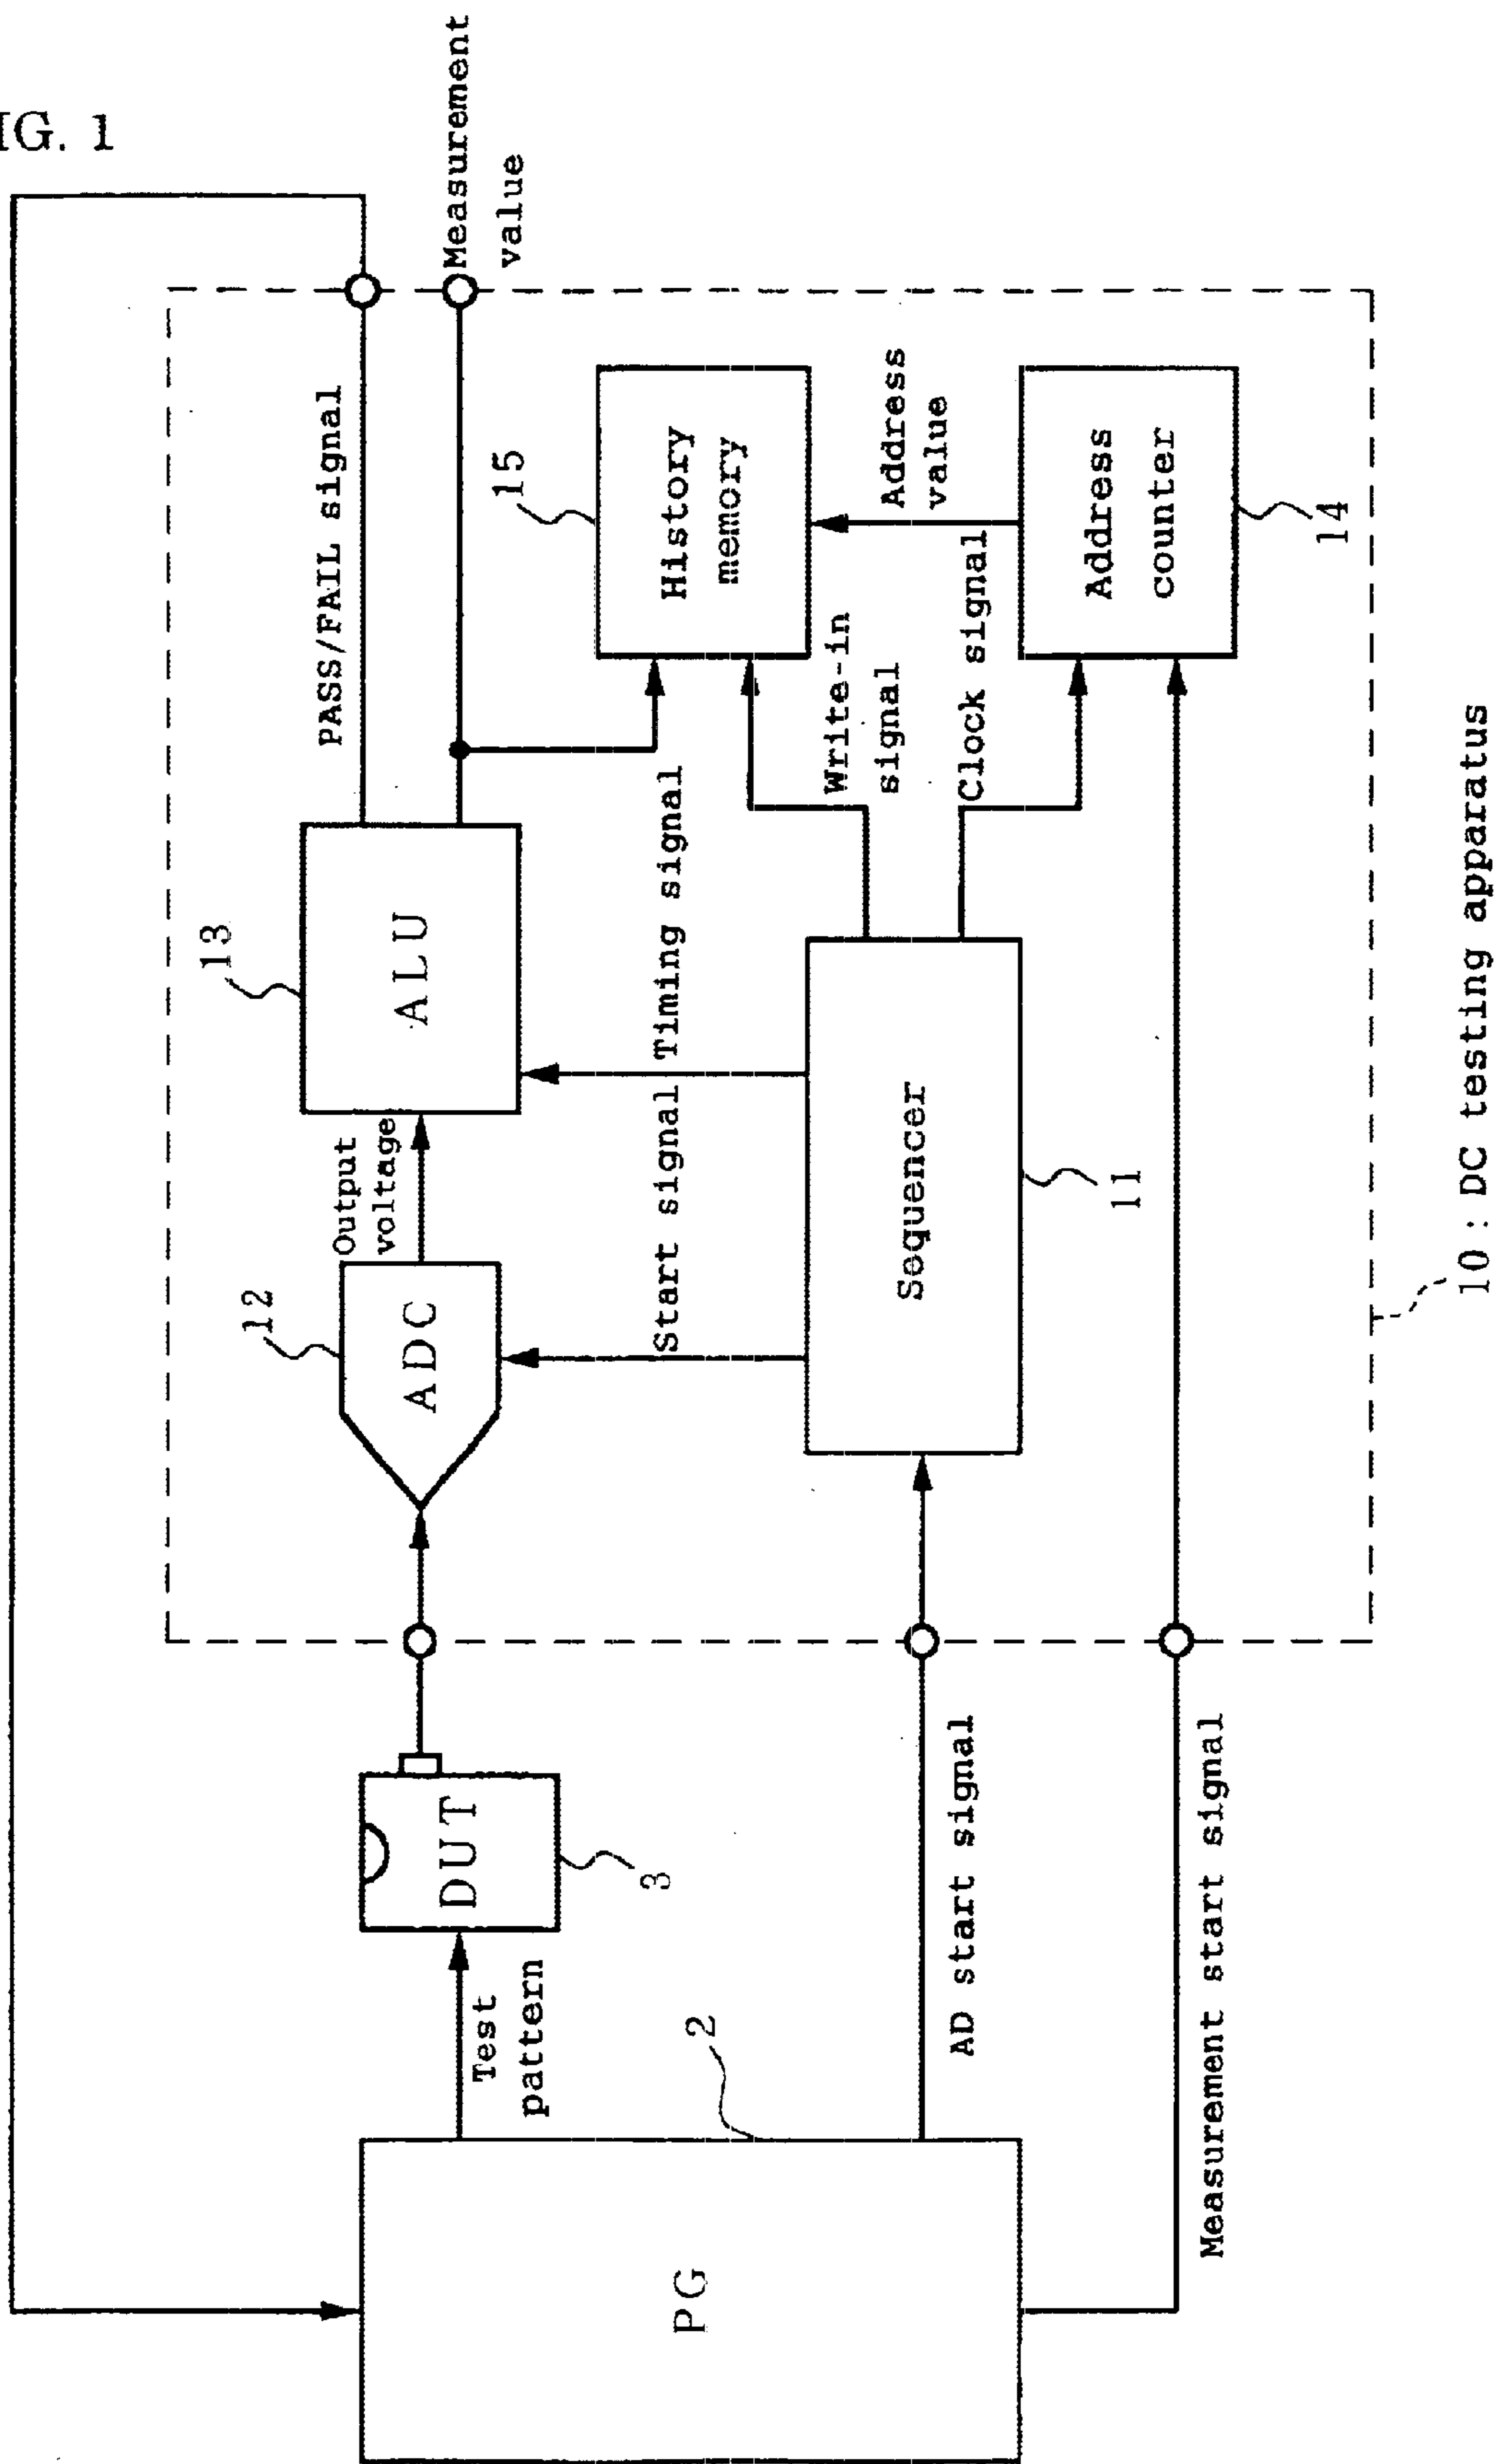 IG. 1
PASS/FAIL signal
Measurement
value
13
ALU
12
ADC
Output
voltage
15
History
memory
Address
value
Timing signal
Start signal
Write-in
signal
Clock signal
Sequencer
11
Address
counter
14
DUT
3
Test
pattern
PG
2
AD start signal
Measurement start signal
10 : DC testing apparatus